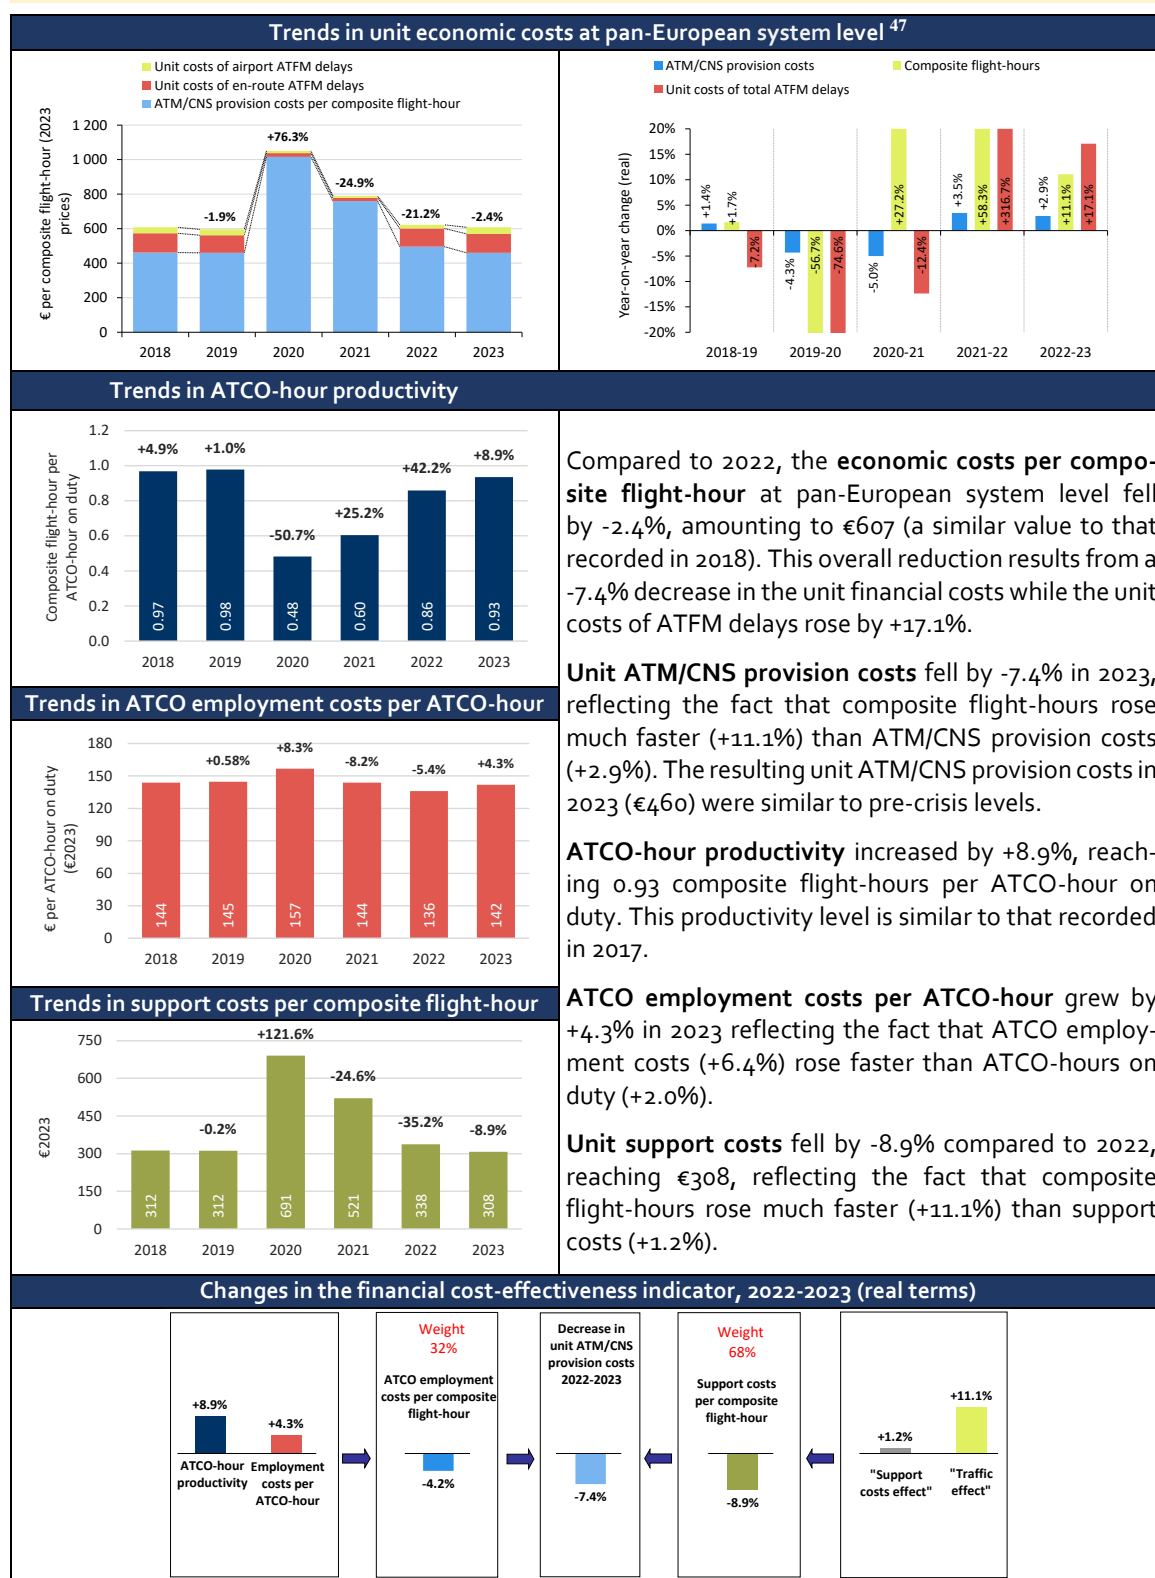 Trends in unit economic costs at pan-European system level 47
Unit costs of airport ATFM delays
Unit costs of en-route ATFM delays
ATM/CNS provision costs per composite flight-hour
€ per composite flight-hour (2023 prices)
1 200
1 000
800
600
400
200
0
-1.9%
+76.3%
-24.9%
-21.2%
-2.4%
2018 2019 2020 2021 2022 2023
ATM/CNS provision costs
Composite flight-hours
Unit costs of total ATFM delays
Year-on-year change (real)
20%
15%
10%
5%
0%
-5%
-10%
-15%
-20%
+1.4%
+1.7%
-7.2%
-4.3%
-56.7%
-74.6%
-5.0%
+27.2%
-12.4%
+3.5%
+58.3%
+316.7%
+2.9%
+11.1%
+17.1%
2018-19 2019-20 2020-21 2021-22 2022-23
Trends in ATCO-hour productivity
Composite flight-hour per
ATCO-hour on duty
1.2
1.0
0.8
0.6
0.4
0.2
0.0
+4.9% +1.0% -50.7% +25.2% +42.2% +8.9%
0.97 0.98 0.48 0.60 0.86 0.93
2018 2019 2020 2021 2022 2023
Trends in ATCO employment costs per ATCO-hour
€ per ATCO-hour on duty
(€2023)
180
150
120
90
60
30
0
+0.58% +8.3% -8.2% -5.4% +4.3%
144 145 157 144 136 142
2018 2019 2020 2021 2022 2023
Trends in support costs per composite flight-hour
€2023
750
600
450
300
150
0
-0.2% +121.6% -24.6% -35.2% -8.9%
312 312 691 521 338 308
2018 2019 2020 2021 2022 2023
Compared to 2022, the economic costs per compo-
site flight-hour at pan-European system level fell
by -2.4%, amounting to €607 (a similar value to that
recorded in 2018). This overall reduction results from a
-7.4% decrease in the unit financial costs while the unit
costs of ATFM delays rose by +17.1%.
Unit ATM/CNS provision costs fell by -7.4% in 2023,
reflecting the fact that composite flight-hours rose
much faster (+11.1%) than ATM/CNS provision costs
(+2.9%). The resulting unit ATM/CNS provision costs in
2023 (€460) were similar to pre-crisis levels.
ATCO-hour productivity increased by +8.9%, reach-
ing 0.93 composite flight-hours per ATCO-hour on
duty. This productivity level is similar to that recorded
in 2017.
ATCO employment costs per ATCO-hour grew by
+4.3% in 2023 reflecting the fact that ATCO employ-
ment costs (+6.4%) rose faster than ATCO-hours on
duty (+2.0%).
Unit support costs fell by -8.9% compared to 2022,
reaching €308, reflecting the fact that composite
flight-hours rose much faster (+11.1%) than support
costs (+1.2%).
Changes in the financial cost-effectiveness indicator, 2022-2023 (real terms)
+8.9%
+4.3%
ATCO-hour
productivity
Employment
costs per
ATCO-hour
Weight
32%
ATCO employment
costs per composite
flight-hour
-4.2%
Decrease in
unit ATM/CNS
provision costs
2022-2023
-7.4%
Weight
68%
Support costs
per composite
flight-hour
-8.9%
+1.2%
+11.1%
"Support
costs effect"
"Traffic
effect"